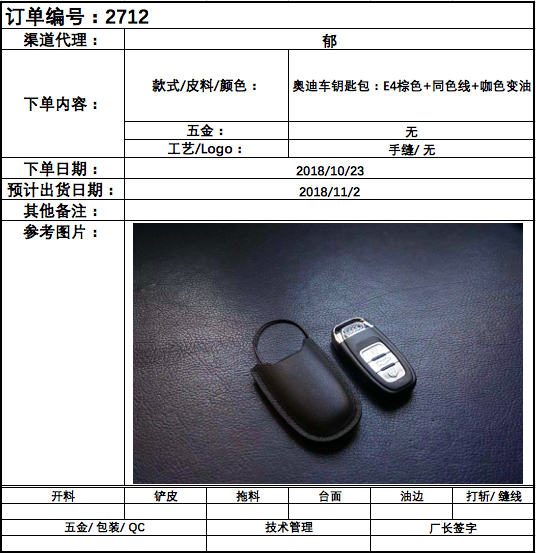 订单编号：2712
渠道代理： 郁
下单内容： 款式/皮料/颜色： 奥迪车钥匙包：E4棕色+同色线+咖色变油
五金： 无
工艺/Logo： 手缝/ 无
下单日期： 2018/10/23
预计出货日期： 2018/11/2
其他备注：
参考图片：
开料 铲皮 拖料 台面 油边 打斩/ 缝线
五金/ 包装/ QC 技术管理 厂长签字